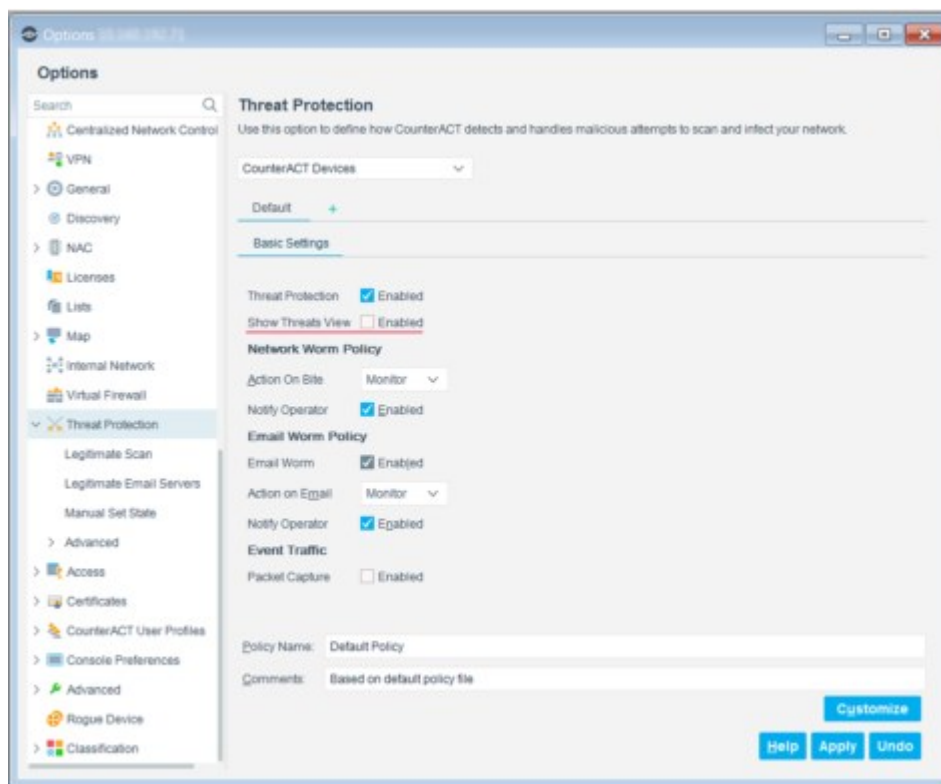 Options
Options
Search
Centralized Network Control
VPN
General
Discovery
NAC
Licenses
Lists
Map
Internal Network
Virtual Firewall
Threat Protection
Legitimate Scan
Legitimate Email Servers
Manual Set State
Advanced
Access
Certificates
CounterACT User Profiles
Console Preferences
Advanced
Rogue Device
Classification
Threat Protection
Use this option to define how CounterACT detects and handles malicious attempts to scan and infect your network.
CounterACT Devices
Default +
Basic Settings
Threat Protection Enabled
Show Threats View Enabled
Network Worm Policy
Action On Bite Monitor
Notify Operator Enabled
Email Worm Policy
Email Worm Enabled
Action on Email Monitor
Notify Operator Enabled
Event Traffic
Packet Capture Enabled
Policy Name: Default Policy
Comments: Based on default policy file
Customize
Help Apply Undo